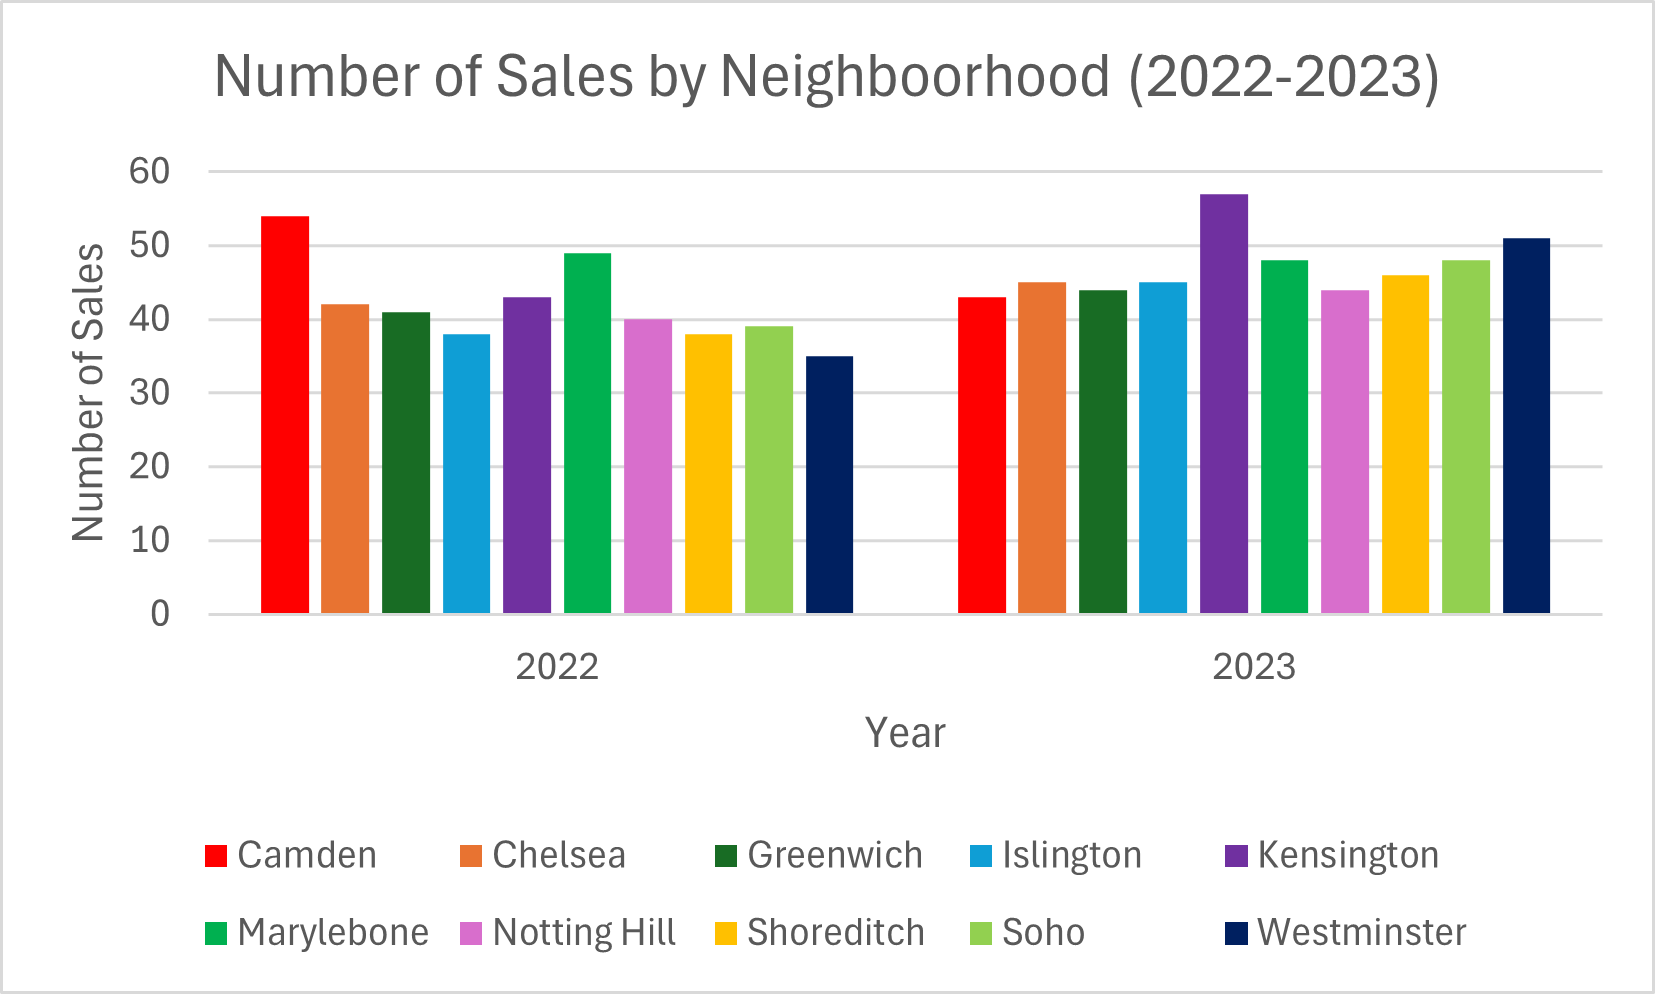 Number of Sales by Neighboorhood (2022-2023)
Number of Sales
60
50
40
30
20
10
0
2022 2023
Year
Camden Chelsea Greenwich Islington Kensington
Marylebone Notting Hill Shoreditch Soho Westminster